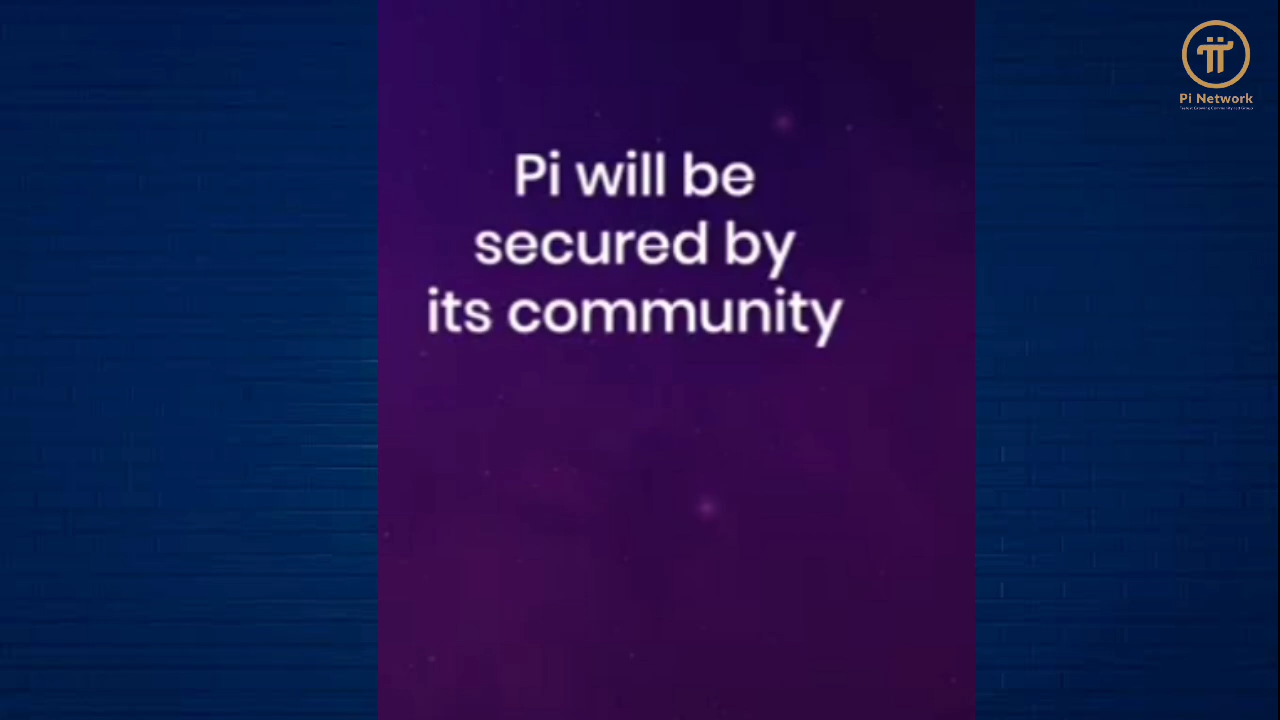 Pi will be
secured by
its community
Pi Network